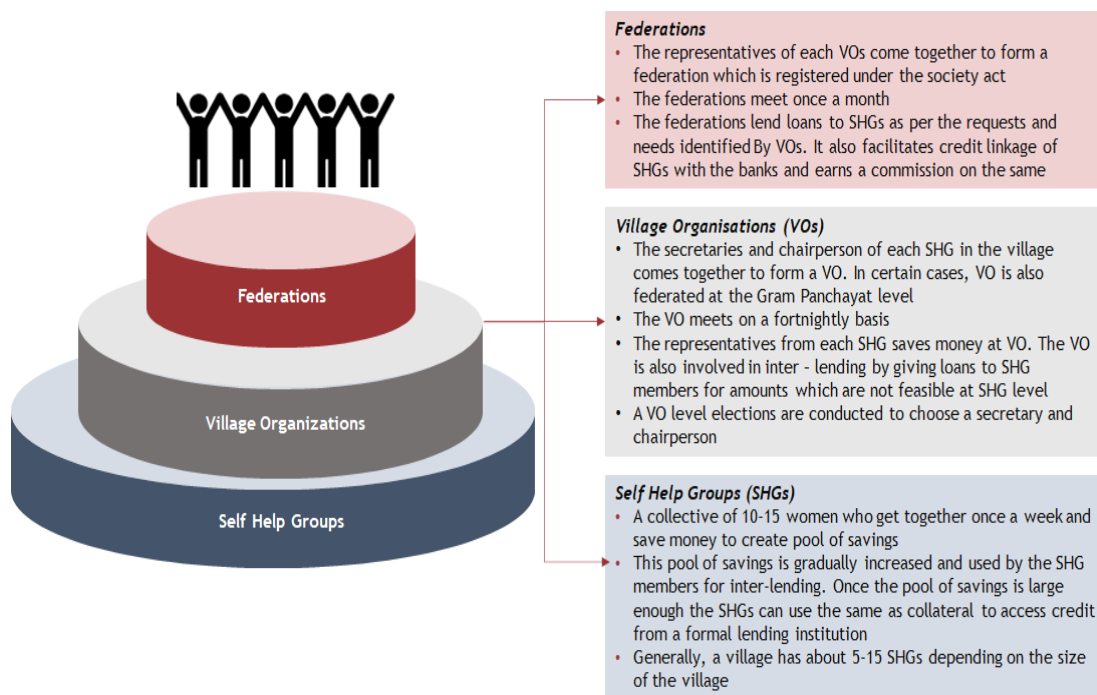 Federations
• The representatives of each VOs come together to form a
federation which is registered under the society act
• The federations meet once a month
• The federations lend loans to SHGs as per the requests and
needs identified By VOs. It also facilitates credit linkage of
SHGs with the banks and earns a commission on the same
Village Organisations (VOs)
• The secretaries and chairperson of each SHG in the village
comes together to form a VO. In certain cases, VO is also
federated at the Gram Panchayat level
• The VO meets on a fortnightly basis
• The representatives from each SHG saves money at VO. The VO
is also involved in inter – lending by giving loans to SHG
members for amounts which are not feasible at SHG level
• A VO level elections are conducted to choose a secretary and
chairperson
Self Help Groups (SHGs)
• A collective of 10-15 women who get together once a week and
save money to create pool of savings
• This pool of savings is gradually increased and used by the SHG
members for inter-lending. Once the pool of savings is large
enough the SHGs can use the same as collateral to access credit
from a formal lending institution
• Generally, a village has about 5-15 SHGs depending on the size
of the village
Federations
Village Organizations
Self Help Groups